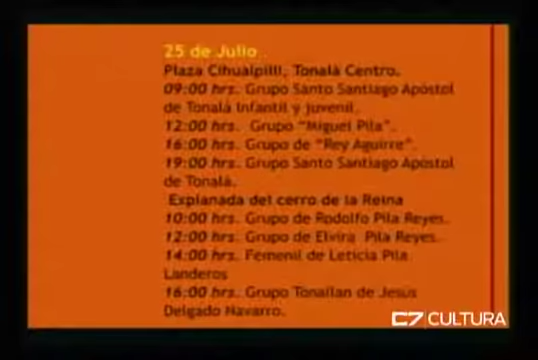 25 de Julio
Plaza Cihualpilli, Tonalá Centro.
09:00 hrs. Grupo Santo Santiago Apóstol
de Tonalá Infantil y juvenil.
12:00 hrs. Grupo "Miguel Pila".
16:00 hrs. Grupo de "Rey Aguirre".
19:00 hrs. Grupo Santo Santiago Apóstol
de Tonalá.
Explanada del cerro de la Reina
10:00 hrs. Grupo de Rodolfo Pila Reyes.
12:00 hrs. Grupo de Elvira Pila Reyes.
14:00 hrs. Femenil de Leticia Pila
Landeros
16:00 hrs. Grupo Tonallan de Jesús
Delgado Navarro.
C7 CULTURA